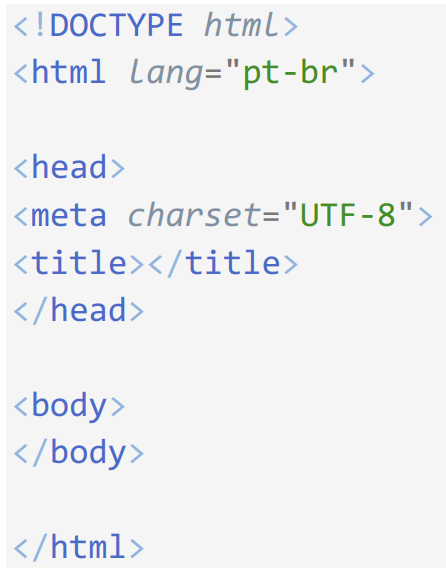 <!DOCTYPE html>
<html lang="pt-br">
<head>
<meta charset="UTF-8">
<title></title>
</head>
<body>
</body>
</html>